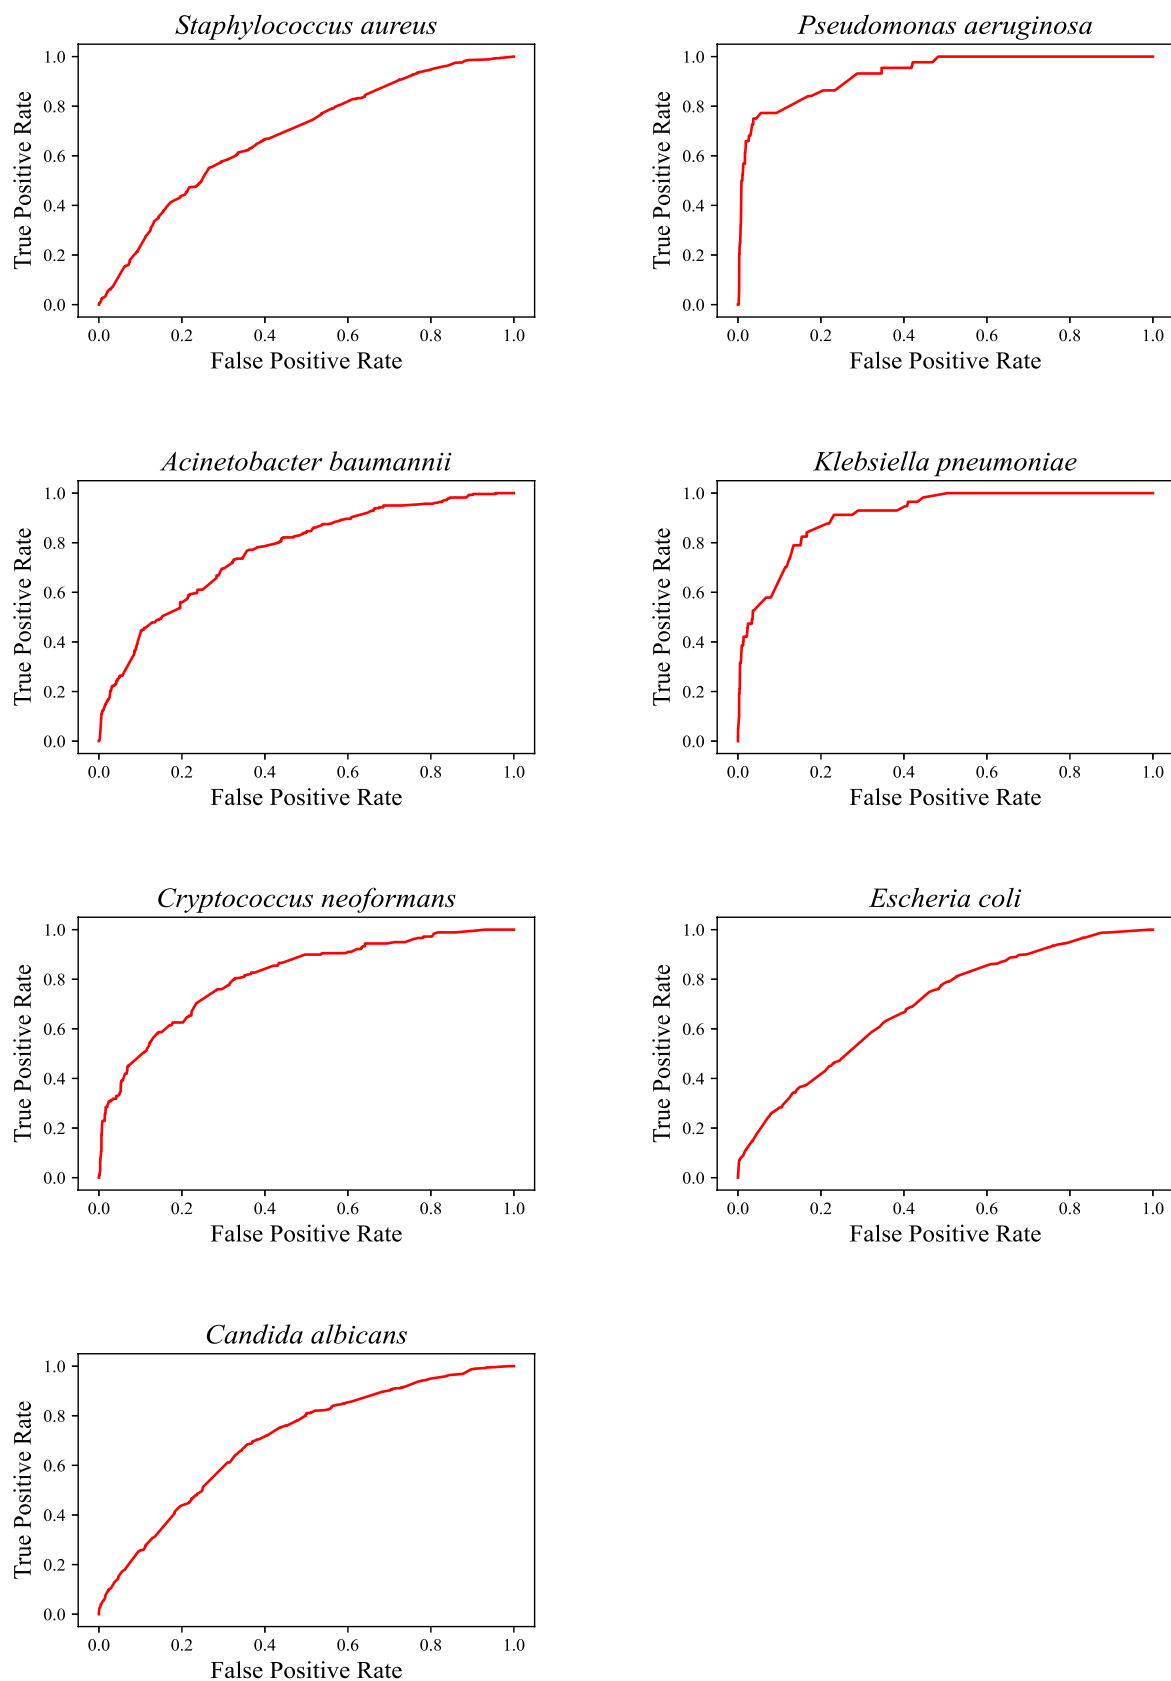 Staphylococcus aureus
1.0
0.8
0.6
0.4
0.2
0.0
True Positive Rate
0.0 0.2 0.4 0.6 0.8 1.0
False Positive Rate
Pseudomonas aeruginosa
1.0
0.8
0.6
0.4
0.2
0.0
True Positive Rate
0.0 0.2 0.4 0.6 0.8 1.0
False Positive Rate
Acinetobacter baumannii
1.0
0.8
0.6
0.4
0.2
0.0
True Positive Rate
0.0 0.2 0.4 0.6 0.8 1.0
False Positive Rate
Klebsiella pneumoniae
1.0
0.8
0.6
0.4
0.2
0.0
True Positive Rate
0.0 0.2 0.4 0.6 0.8 1.0
False Positive Rate
Cryptococcus neoformans
1.0
0.8
0.6
0.4
0.2
0.0
True Positive Rate
0.0 0.2 0.4 0.6 0.8 1.0
False Positive Rate
Escheria coli
1.0
0.8
0.6
0.4
0.2
0.0
True Positive Rate
0.0 0.2 0.4 0.6 0.8 1.0
False Positive Rate
Candida albicans
1.0
0.8
0.6
0.4
0.2
0.0
True Positive Rate
0.0 0.2 0.4 0.6 0.8 1.0
False Positive Rate